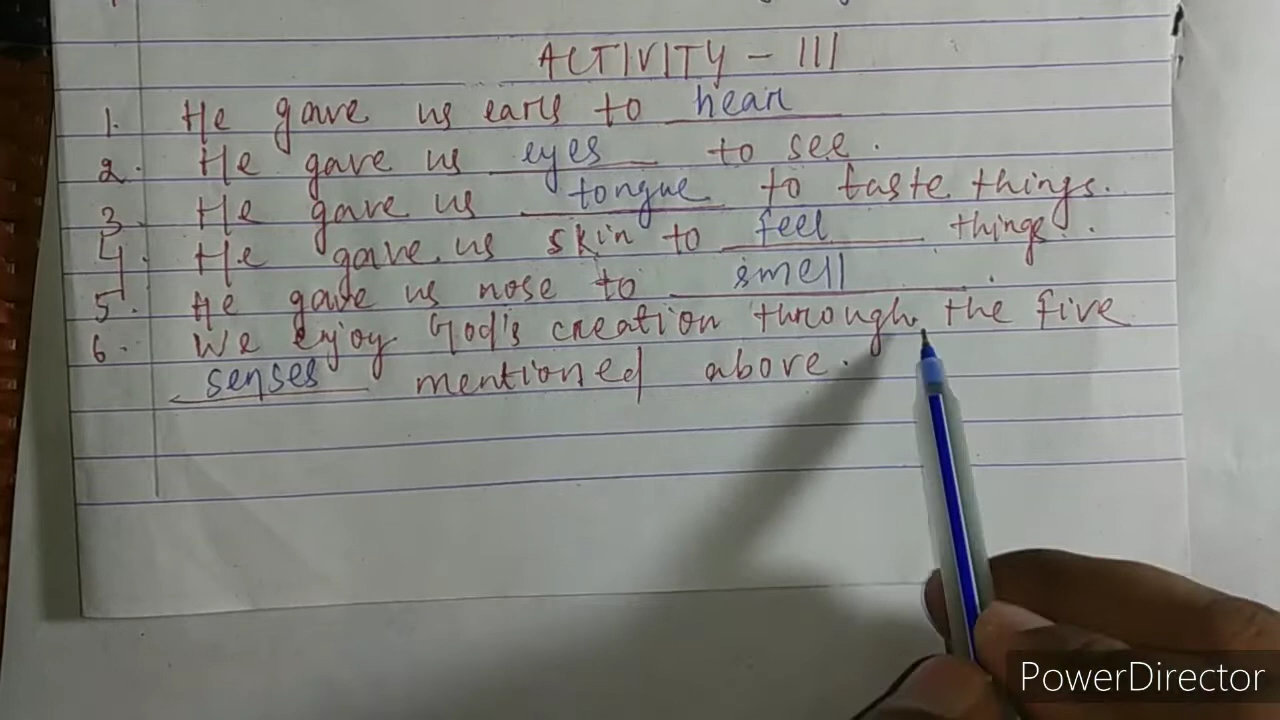 ACTIVITY - III
1. He gave us ears to hear
2. He gave us eyes to see.
3. He gave us tongue to taste things.
4. He gave us skin to feel things.
5. He gave us nose to smell.
6. We enjoy God's creation through the five
senses mentioned above.
PowerDirector